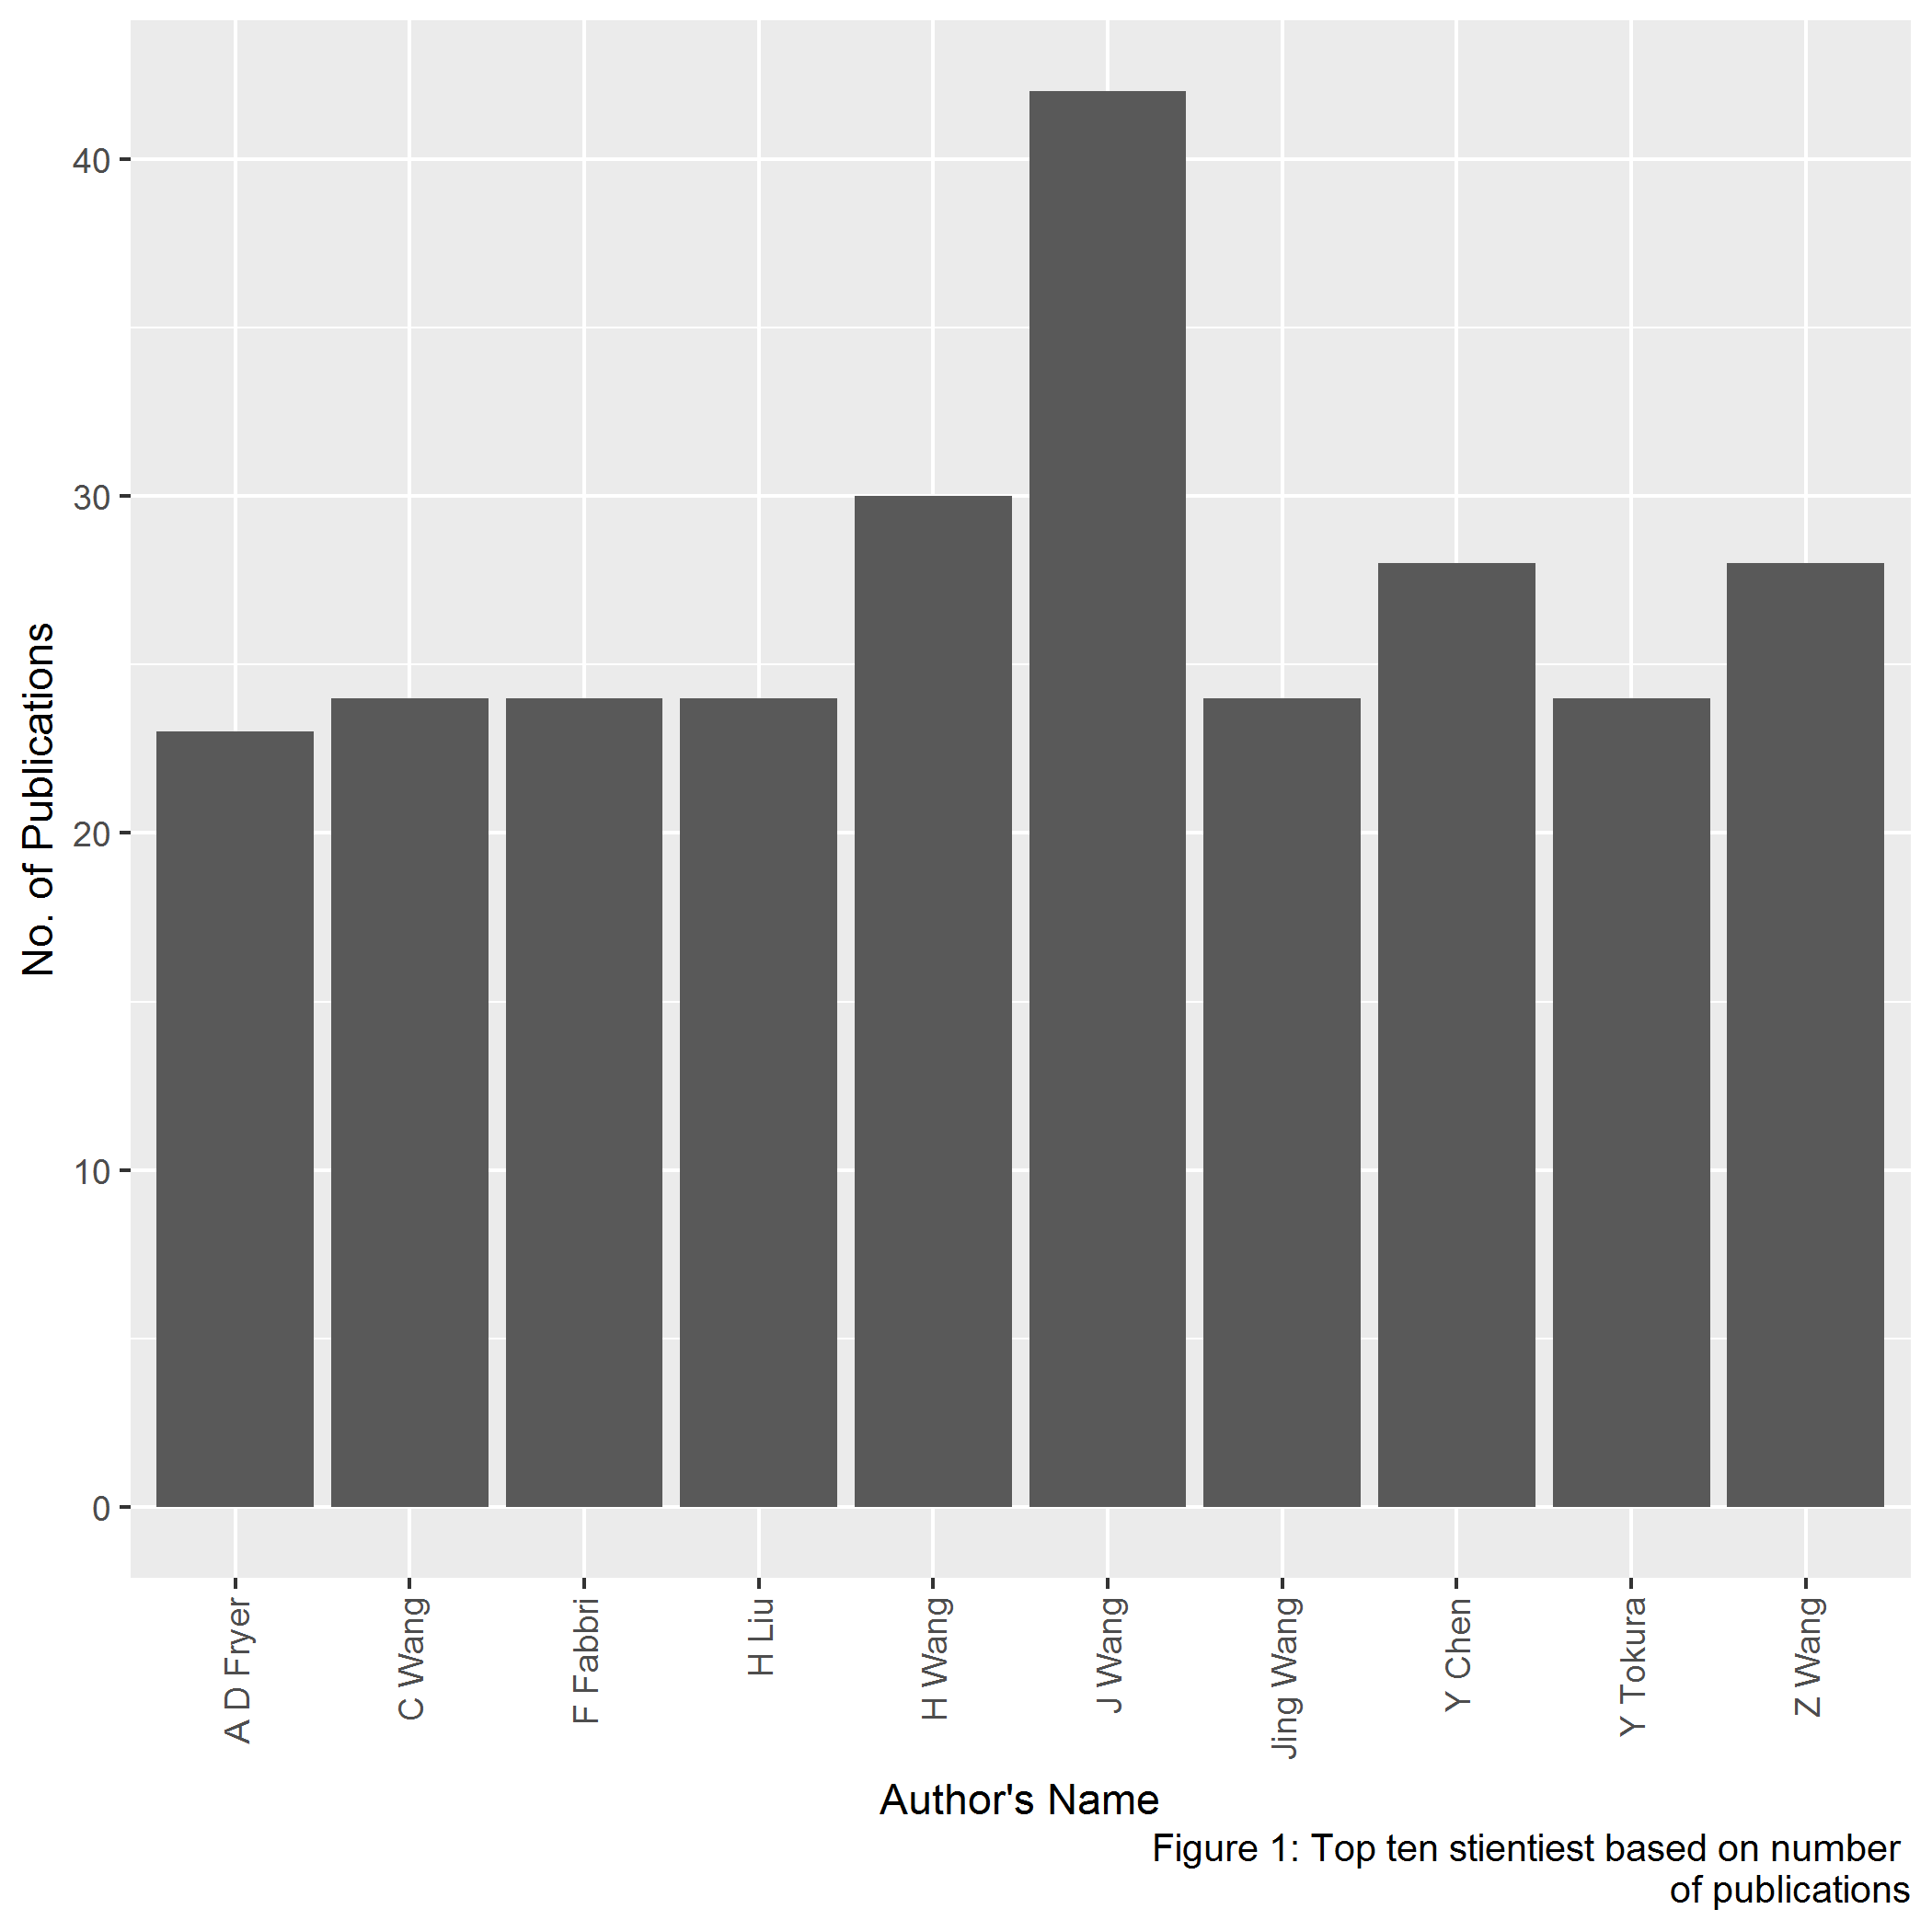 No. of Publications
40
30
20
10
0
A D Fryer
C Wang
F Fabbri
H Liu
H Wang
J Wang
Jing Wang
Y Chen
Y Tokura
Z Wang
Author's Name
Figure 1: Top ten stientiest based on number
of publications